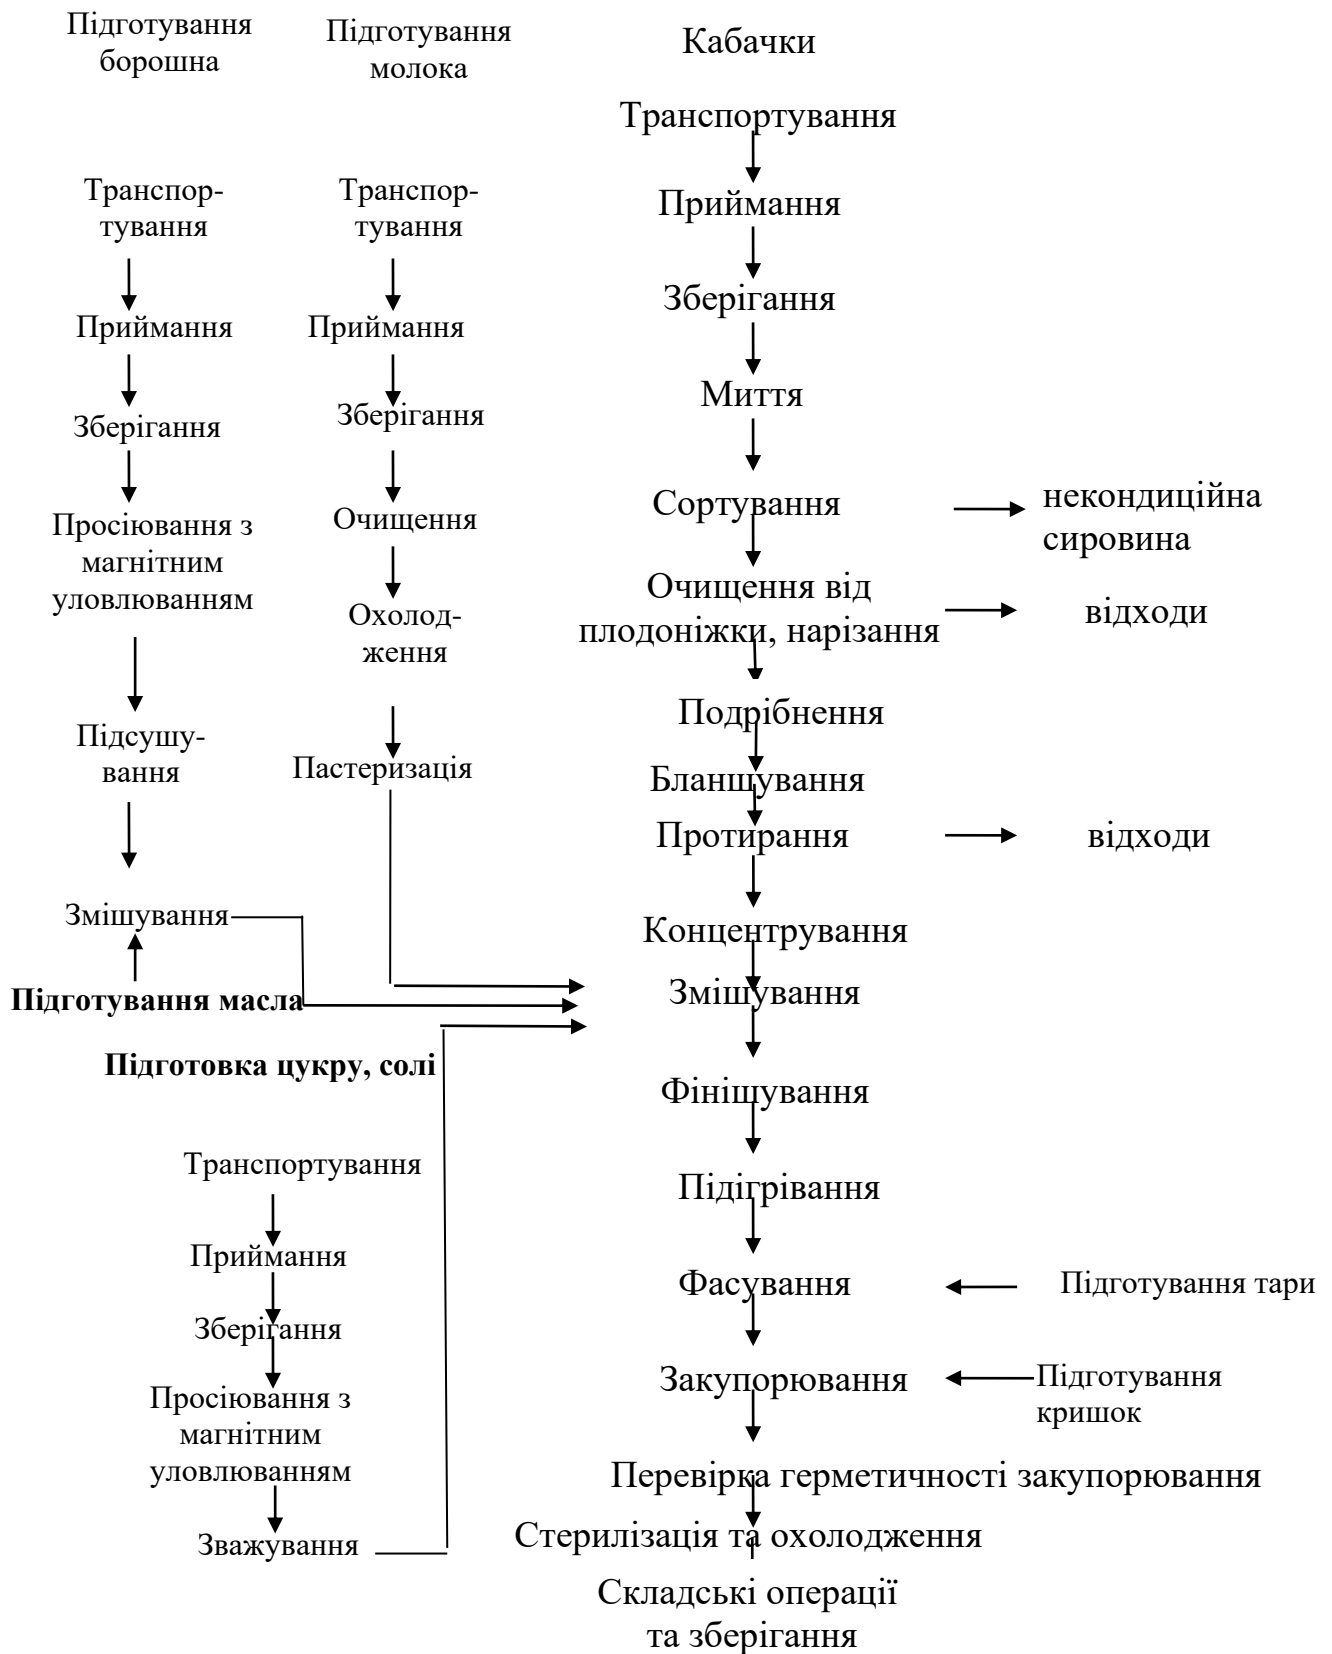 Підготування
борошна
Транспор-
тування
Приймання
Зберігання
Просіювання з
магнітним
уловлюванням
Підсушу-
вання
Змішування
Підготування масла
Підготування
молока
Транспор-
тування
Приймання
Зберігання
Очищення
Охолод-
ження
Пастеризація
Підготовка цукру, солі
Транспортування
Приймання
Зберігання
Просіювання з
магнітним
уловлюванням
Зважування
Кабачки
Транспортування
Приймання
Зберігання
Миття
Сортування
некондиційна
сировина
Очищення від
плодоніжки, нарізання
відходи
Подрібнення
Бланшування
Протирання
відходи
Концентрування
Змішування
Фінішування
Підігрівання
Фасування
Підготування тари
Закупорювання
Підготування
кришок
Перевірка герметичності закупорювання
Стерилізація та охолодження
Складські операції
та зберігання